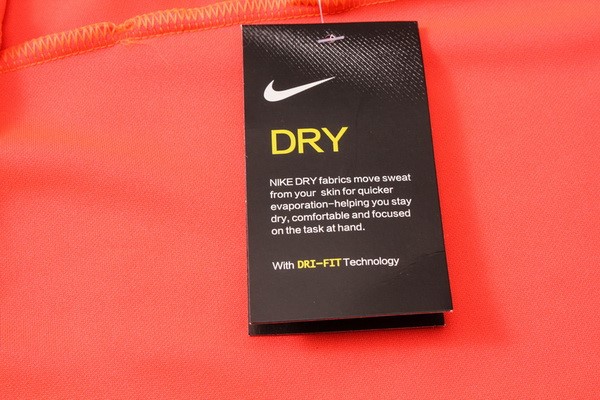 DRY
NIKE DRY fabrics move sweat
from your skin for quicker
evaporation—helping you stay
dry, comfortable and focused
on the task at hand.
With DRI-FIT Technology